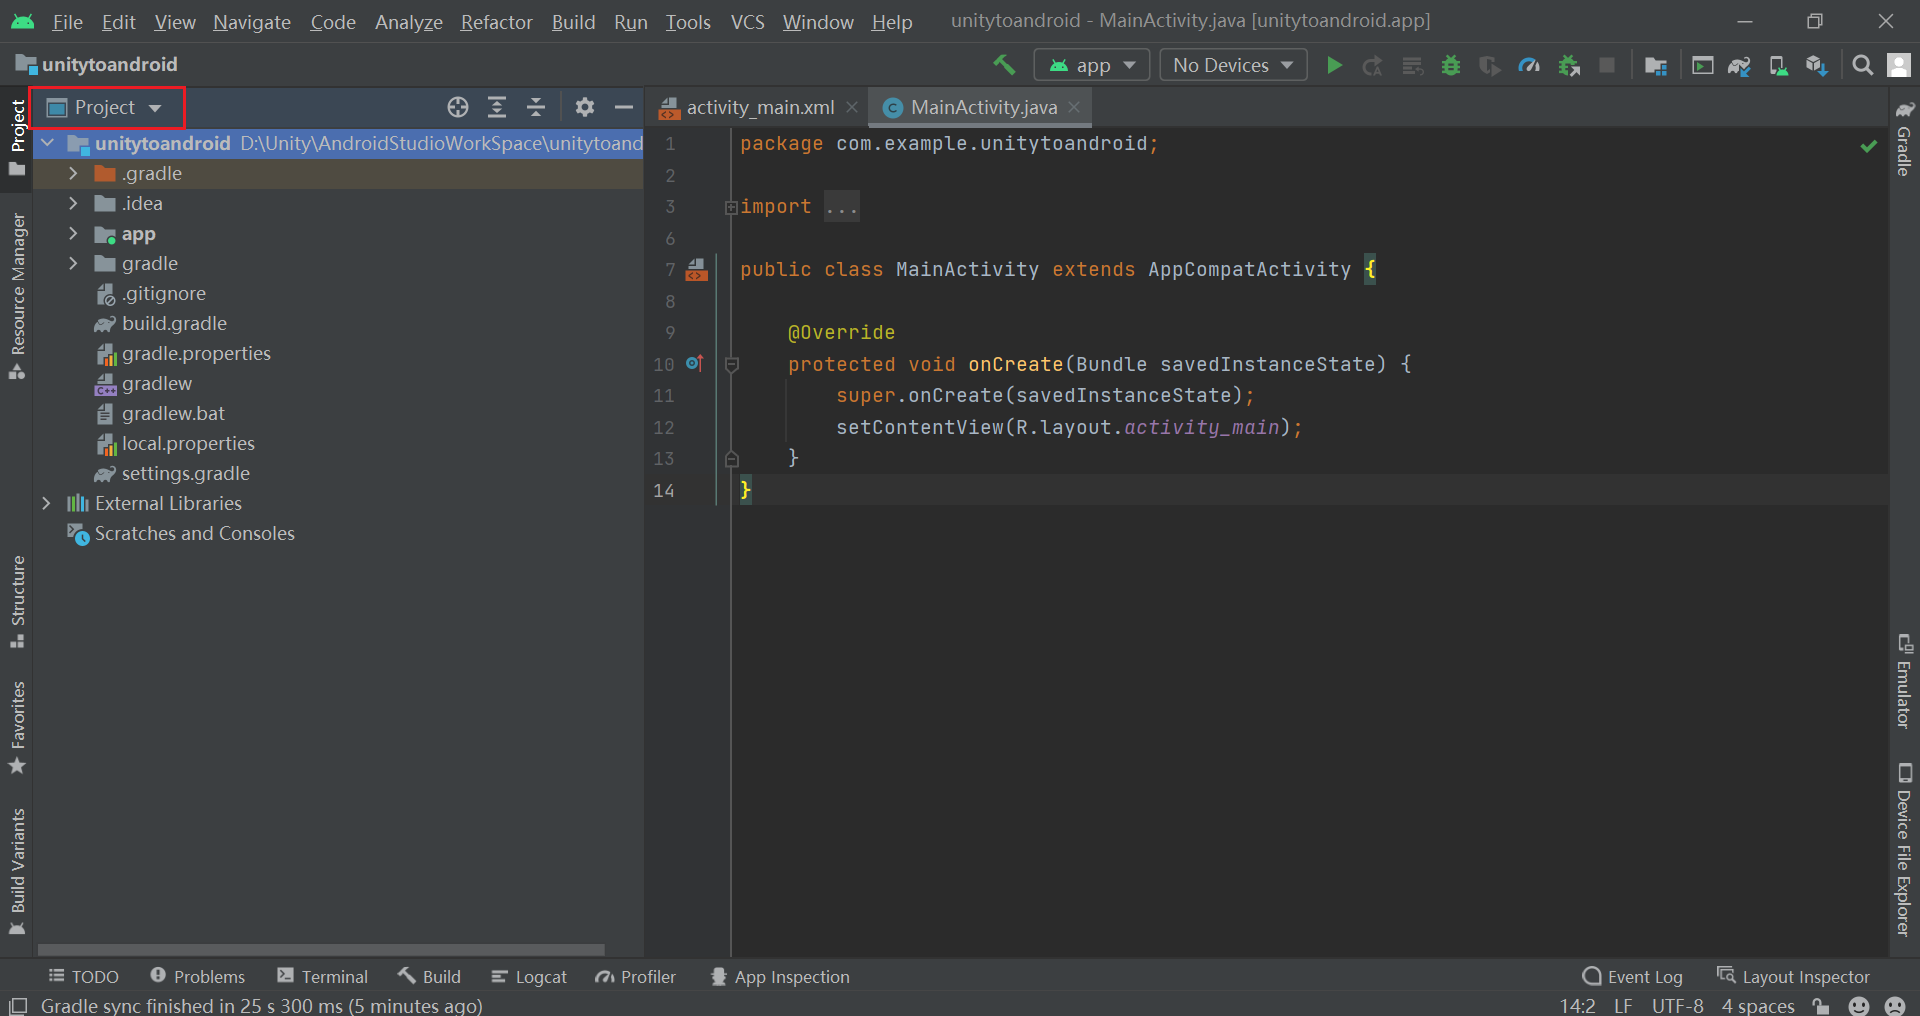 File Edit View Navigate Code Analyze Refactor Build Run Tools VCS Window Help unitytoandroid - MainActivity.java [unitytoandroid.app]
unitytoandroid app No Devices
Project
activity_main.xml MainActivity.java
unitytoandroid D:\Unity\AndroidStudioWorkSpace\unitytoand
.gradle
.idea
app
gradle
.gitignore
build.gradle
gradle.properties
gradlew
gradlew.bat
local.properties
settings.gradle
External Libraries
Scratches and Consoles
1 package com.example.unitytoandroid;
2
3 import ...
6
7 public class MainActivity extends AppCompatActivity {
8
9 @Override
10 protected void onCreate(Bundle savedInstanceState) {
11 super.onCreate(savedInstanceState);
12 setContentView(R.layout.activity_main);
13 }
14 }
Project
Resource Manager
Structure
Favorites
Build Variants
Gradle
Emulator
Device File Explorer
TODO Problems Terminal Build Logcat Profiler App Inspection Event Log Layout Inspector
Gradle sync finished in 25 s 300 ms (5 minutes ago) 14:2 LF UTF-8 4 spaces